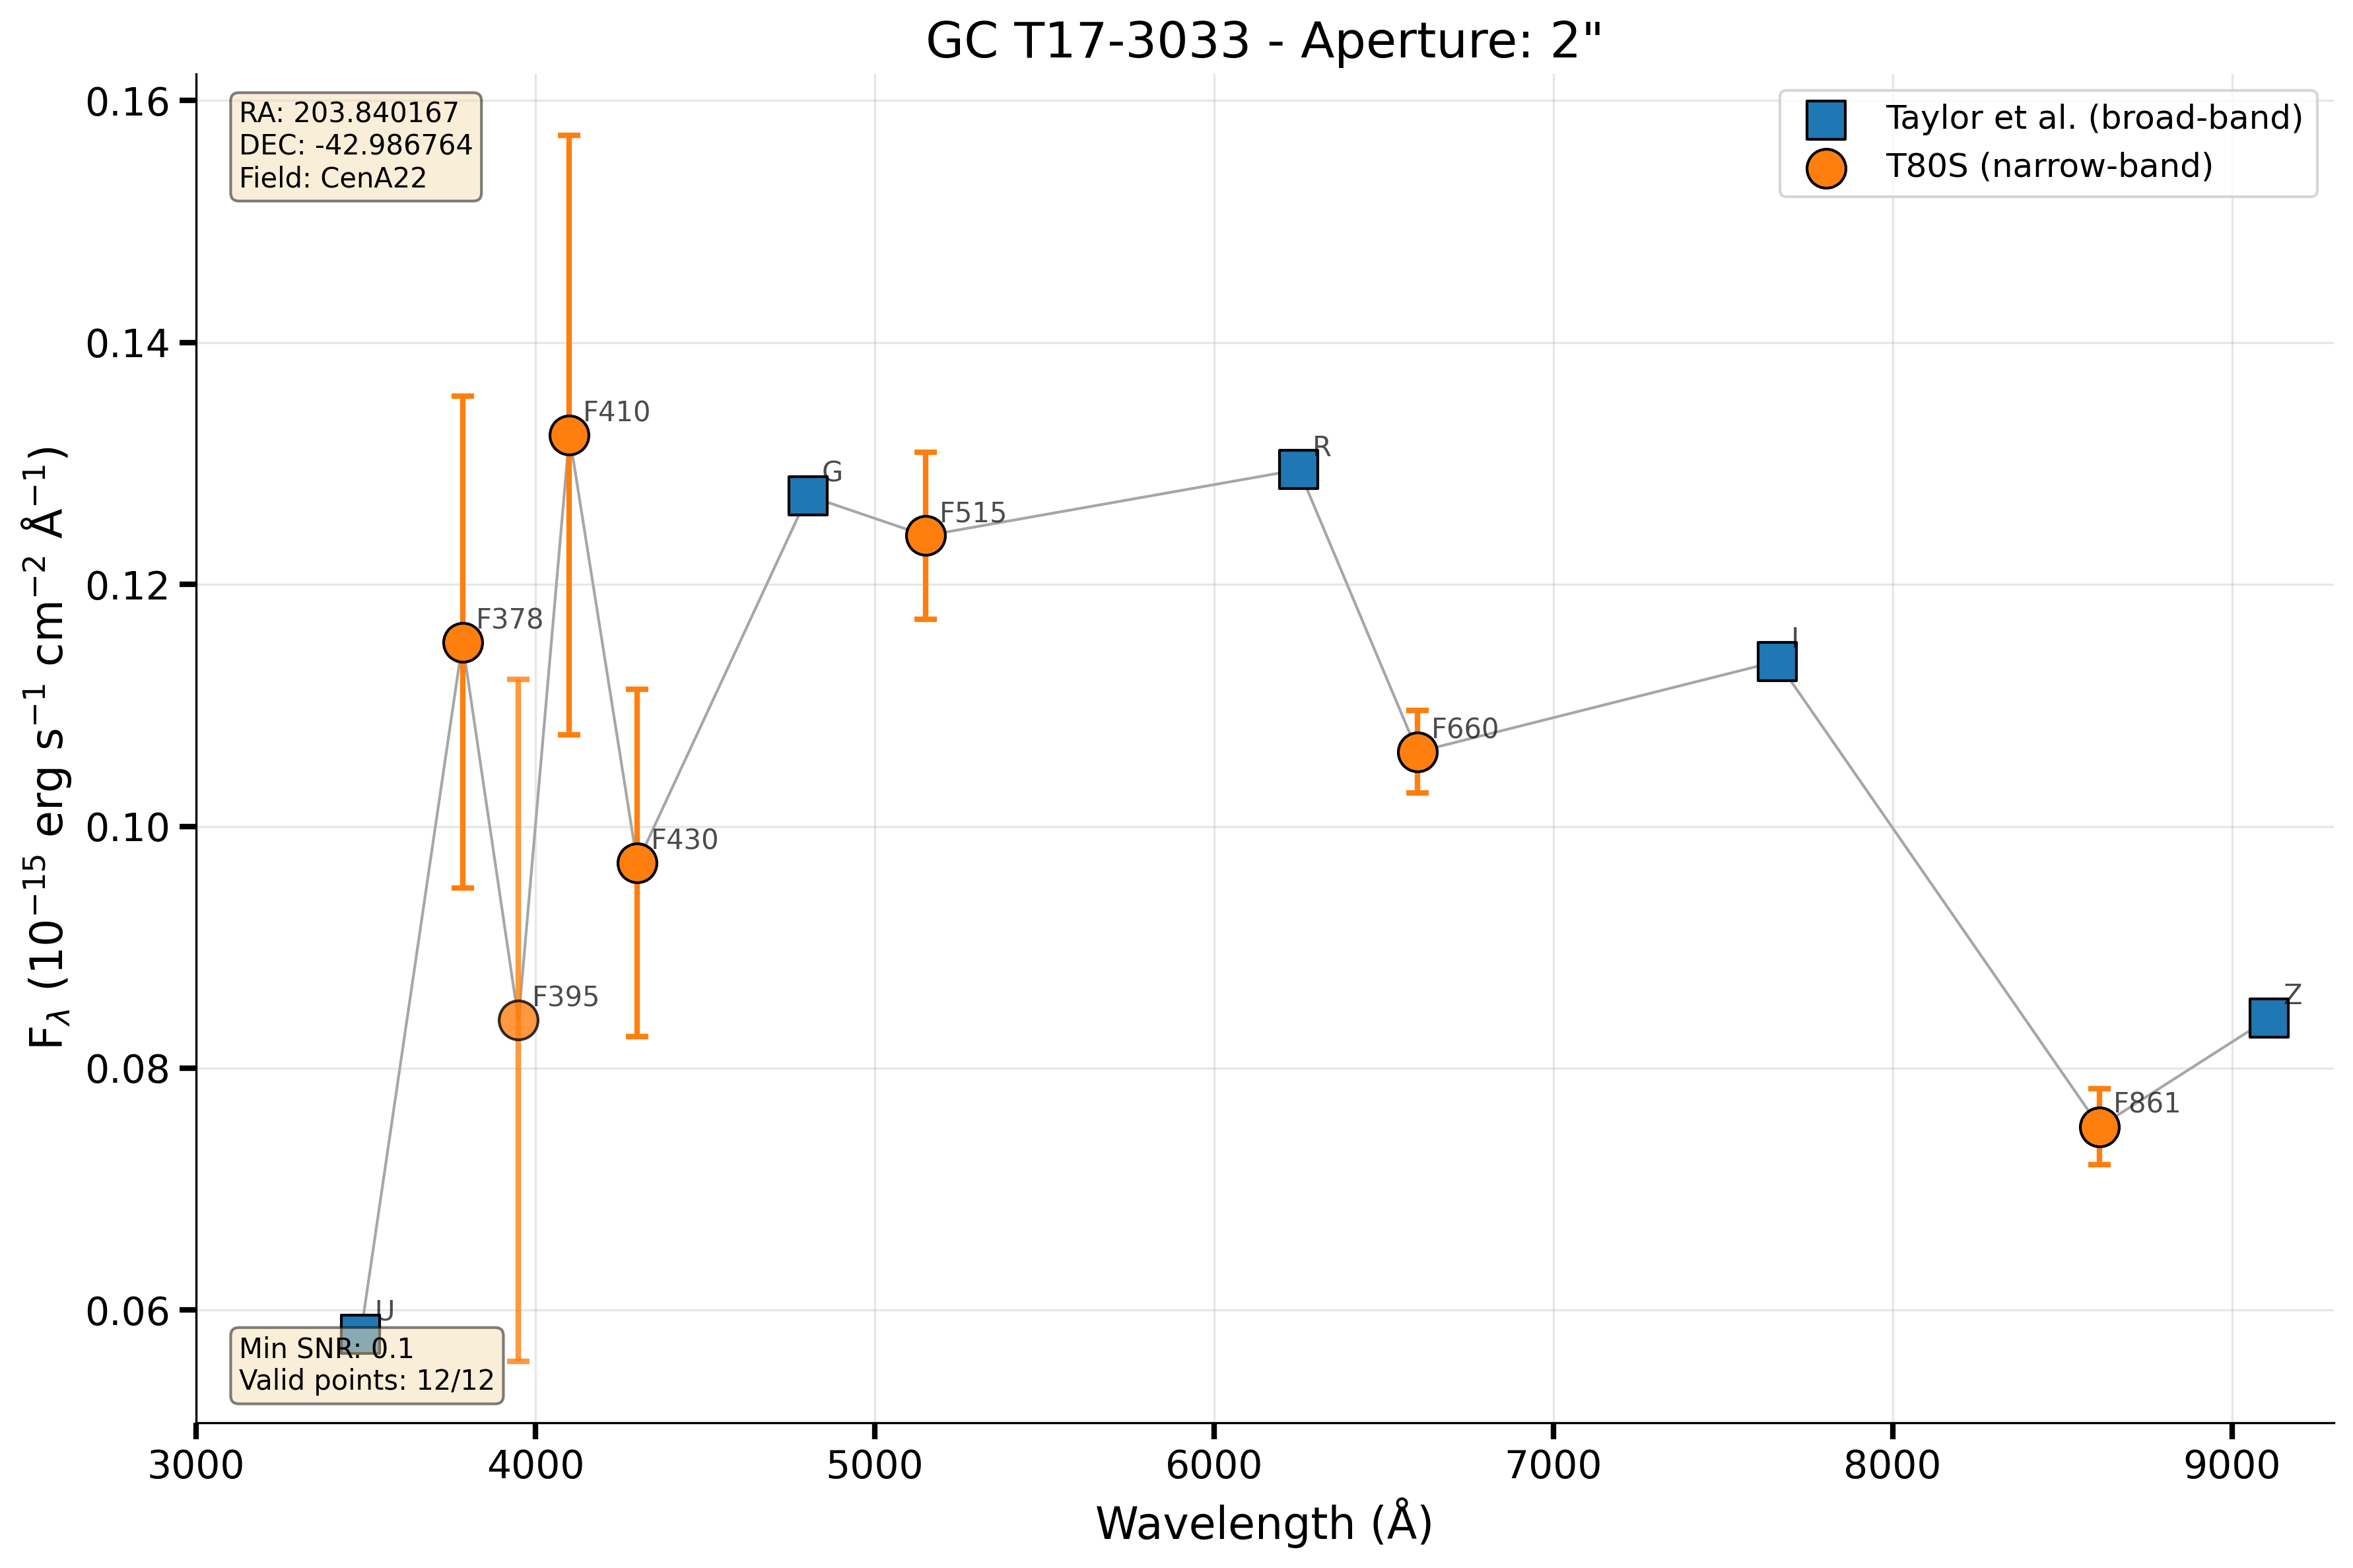 GC T17-3033 - Aperture: 2"
RA: 203.840167
DEC: -42.986764
Field: CenA22
Taylor et al. (broad-band)
T80S (narrow-band)
F_λ (10⁻¹⁵ erg s⁻¹ cm⁻² Å⁻¹)
0.16
0.14
0.12
0.10
0.08
0.06
F410
R
G
F515
F378
I
F660
F430
F395
Z
F861
U
Min SNR: 0.1
Valid points: 12/12
3000 4000 5000 6000 7000 8000 9000
Wavelength (Å)